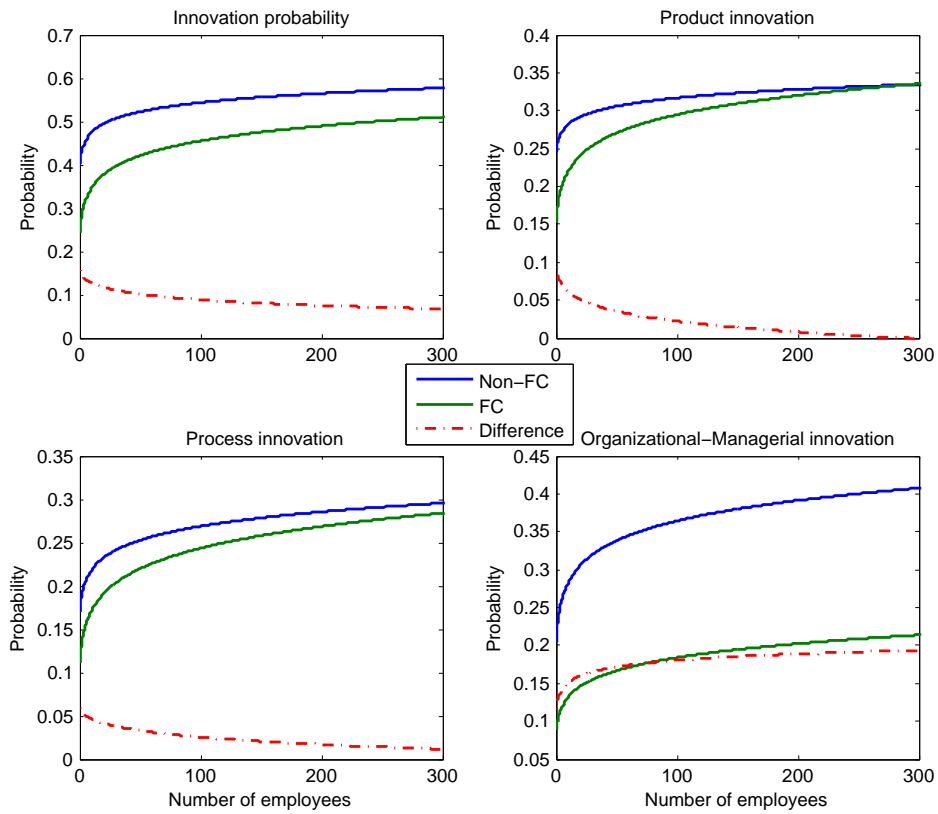 Innovation probability
0.7
0.6
0.5
0.4
0.3
0.2
0.1
0
Probability
0 100 200 300
Product innovation
0.4
0.35
0.3
0.25
0.2
0.15
0.1
0.05
0
Probability
0 100 200 300
Non−FC
FC
Difference
Process innovation
0.35
0.3
0.25
0.2
0.15
0.1
0.05
0
Probability
0 100 200 300
Number of employees
Organizational−Managerial innovation
0.45
0.4
0.35
0.3
0.25
0.2
0.15
0.1
0.05
Probability
0 100 200 300
Number of employees